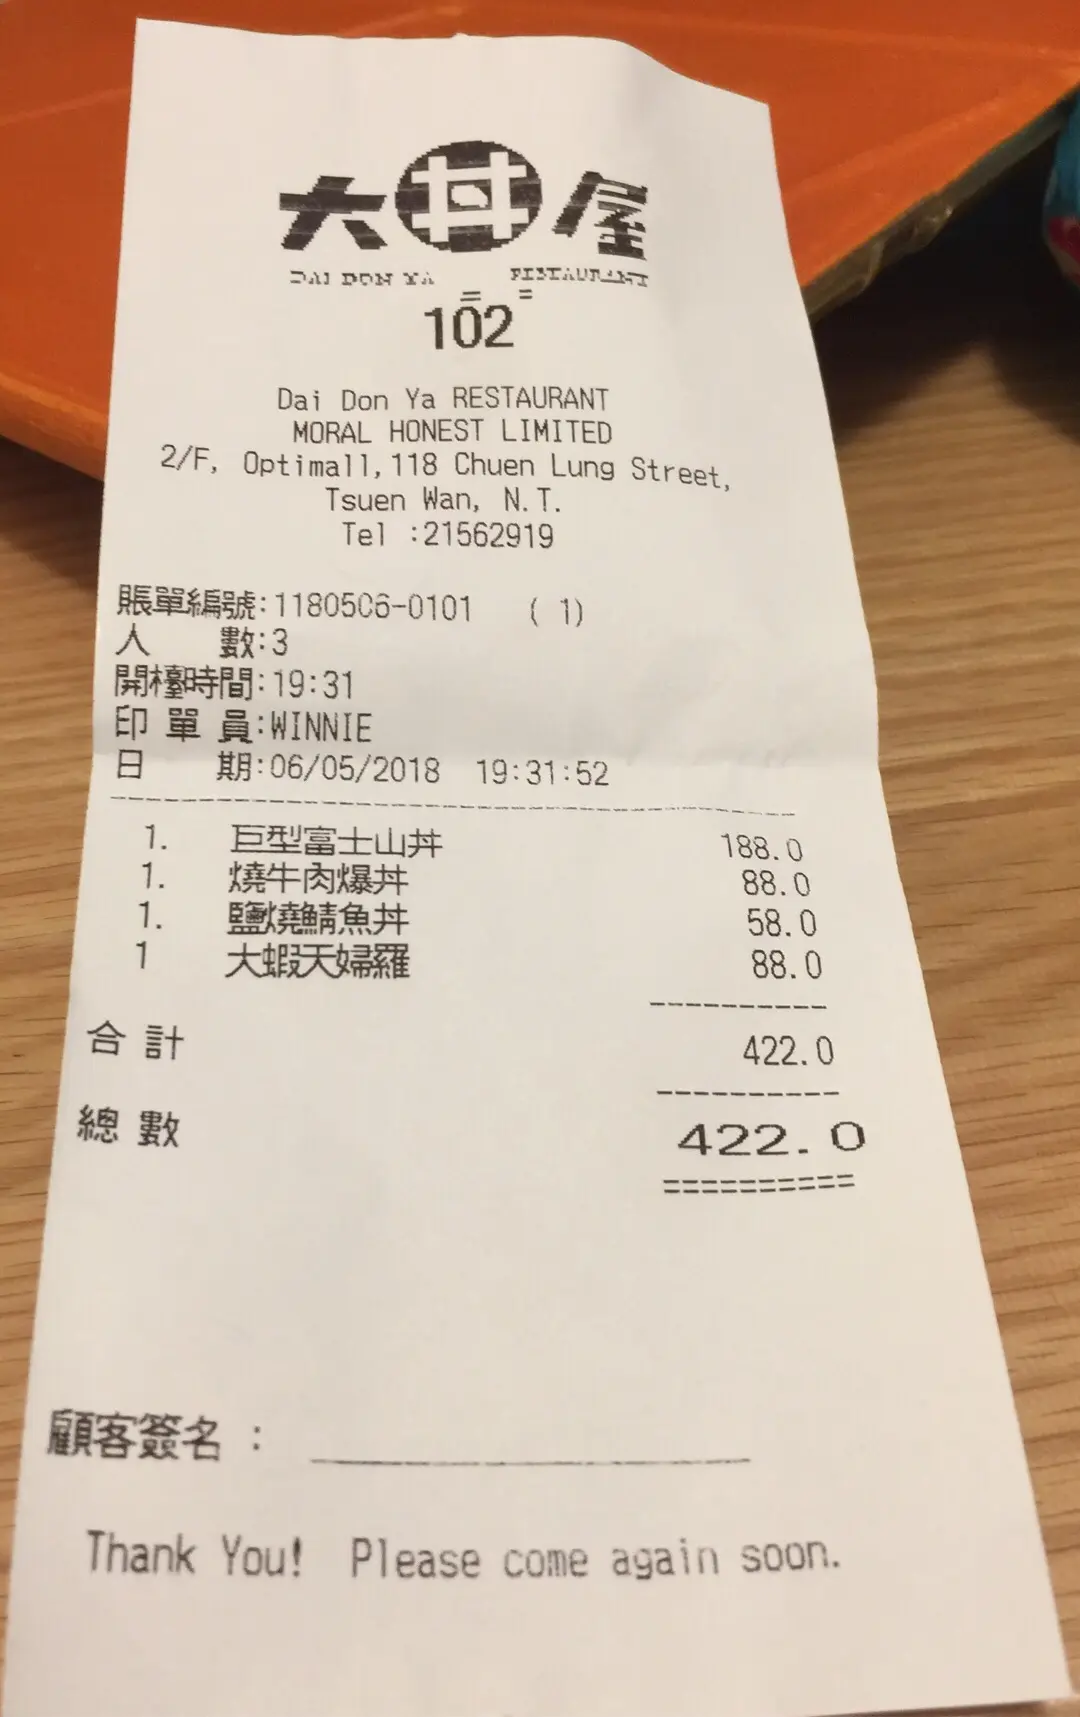 大丼屋
DAI DON YA RESTAURANT
= =
102
Dai Don Ya RESTAURANT
MORAL HONEST LIMITED
2/F, Optimall,118 Chuen Lung Street,
Tsuen Wan, N.T.
Tel :21562919
賬單編號:1180506-0101 ( 1)
人 數:3
開檯時間:19:31
印 單 員:WINNIE
日 期:06/05/2018 19:31:52
1. 巨型富士山丼 188.0
1. 燒牛肉爆丼 88.0
1. 鹽燒鯖魚丼 58.0
1 大蝦天婦羅 88.0
合 計 422.0
總 數 422.0
==========
顧客簽名 :
Thank You! Please come again soon.